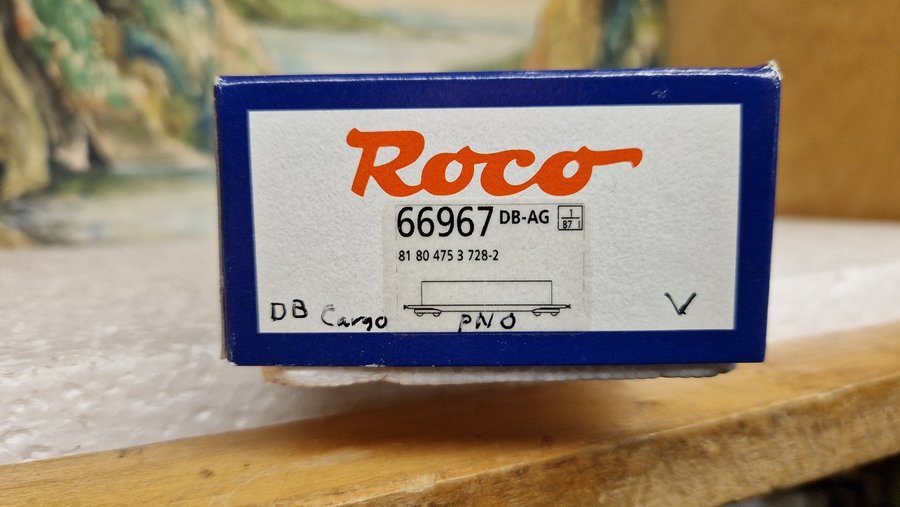 Roco
66967 DB-AG 1/87
81 80 475 3 728-2
DB Cargo PNO V